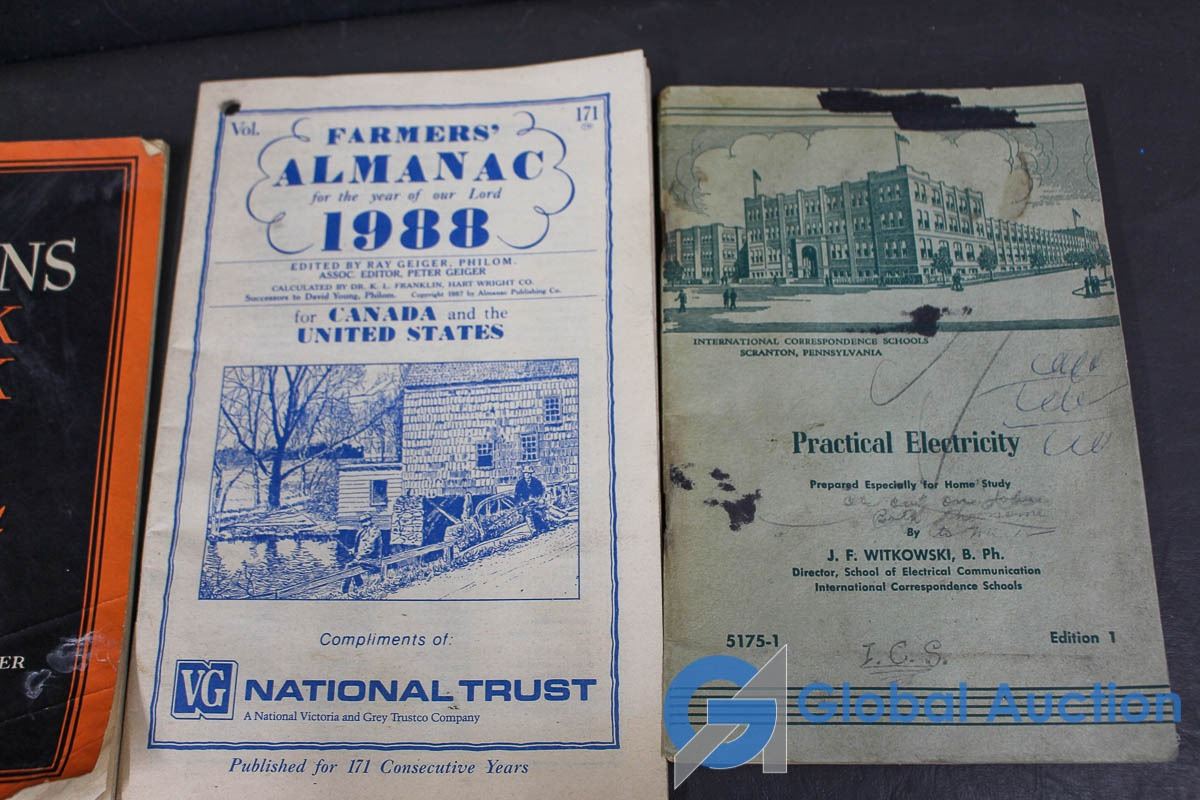 NS
K
K
ER
Vol.
171
FARMERS'
ALMANAC
for the year of our Lord
1988
EDITED BY RAY GEIGER, PHILOM.
ASSOC. EDITOR, PETER GEIGER
CALCULATED BY DR. K. L. FRANKLIN, HART WRIGHT CO.
Successors to David Young, Philom. Copyright 1987 by Almanac Publishing Co.
for CANADA and the
UNITED STATES
Compliments of:
VG NATIONAL TRUST
A National Victoria and Grey Trustco Company
Published for 171 Consecutive Years
INTERNATIONAL CORRESPONDENCE SCHOOLS
SCRANTON, PENNSYLVANIA
Practical Electricity
Prepared Especially for Home Study
By
J. F. WITKOWSKI, B. Ph.
Director, School of Electrical Communication
International Correspondence Schools
5175-1
Edition 1
I.C.S.
Global Auction